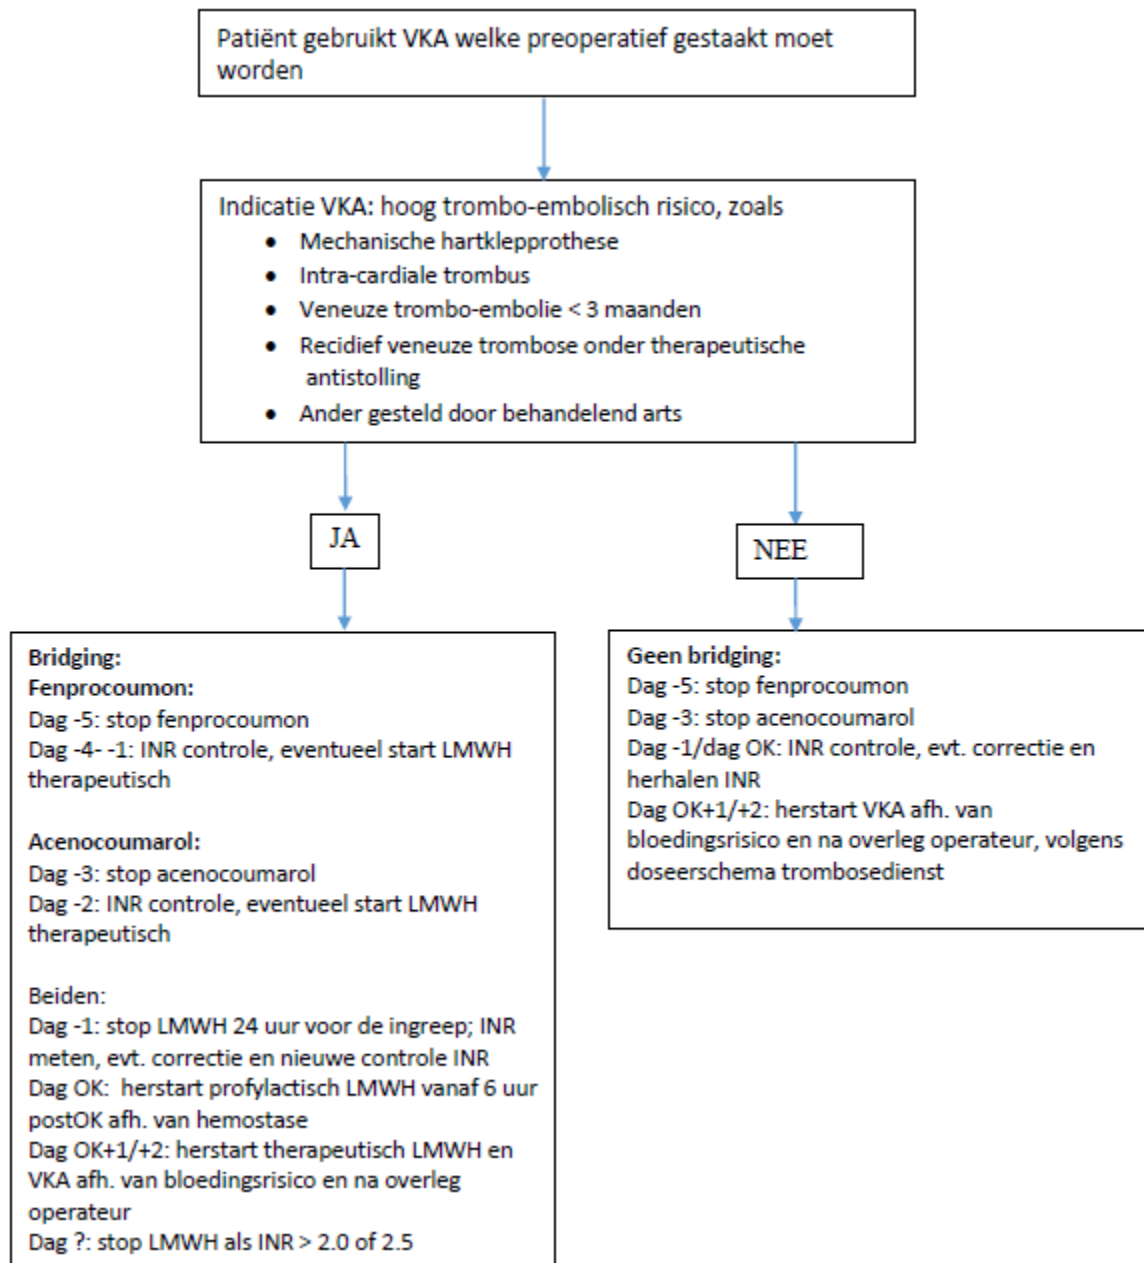 Patiënt gebruikt VKA welke preoperatief gestaakt moet
worden
Indicatie VKA: hoog trombo-embolisch risico, zoals
• Mechanische hartklepprothese
• Intra-cardiale trombus
• Veneuze trombo-embolie < 3 maanden
• Recidief veneuze trombose onder therapeutische
antistolling
• Ander gesteld door behandelend arts
JA
NEE
Bridging:
Fenprocoumon:
Dag -5: stop fenprocoumon
Dag -4- -1: INR controle, eventueel start LMWH
therapeutisch
Acenocoumarol:
Dag -3: stop acenocoumarol
Dag -2: INR controle, eventueel start LMWH
therapeutisch
Beiden:
Dag -1: stop LMWH 24 uur voor de ingreep; INR
meten, evt. correctie en nieuwe controle INR
Dag OK: herstart profylactisch LMWH vanaf 6 uur
postOK afh. van hemostase
Dag OK+1/+2: herstart therapeutisch LMWH en
VKA afh. van bloedingsrisico en na overleg
operateur
Dag ?: stop LMWH als INR > 2.0 of 2.5
Geen bridging:
Dag -5: stop fenprocoumon
Dag -3: stop acenocoumarol
Dag -1/dag OK: INR controle, evt. correctie en
herhalen INR
Dag OK+1/+2: herstart VKA afh. van
bloedingsrisico en na overleg operateur, volgens
doseerschema trombosedienst